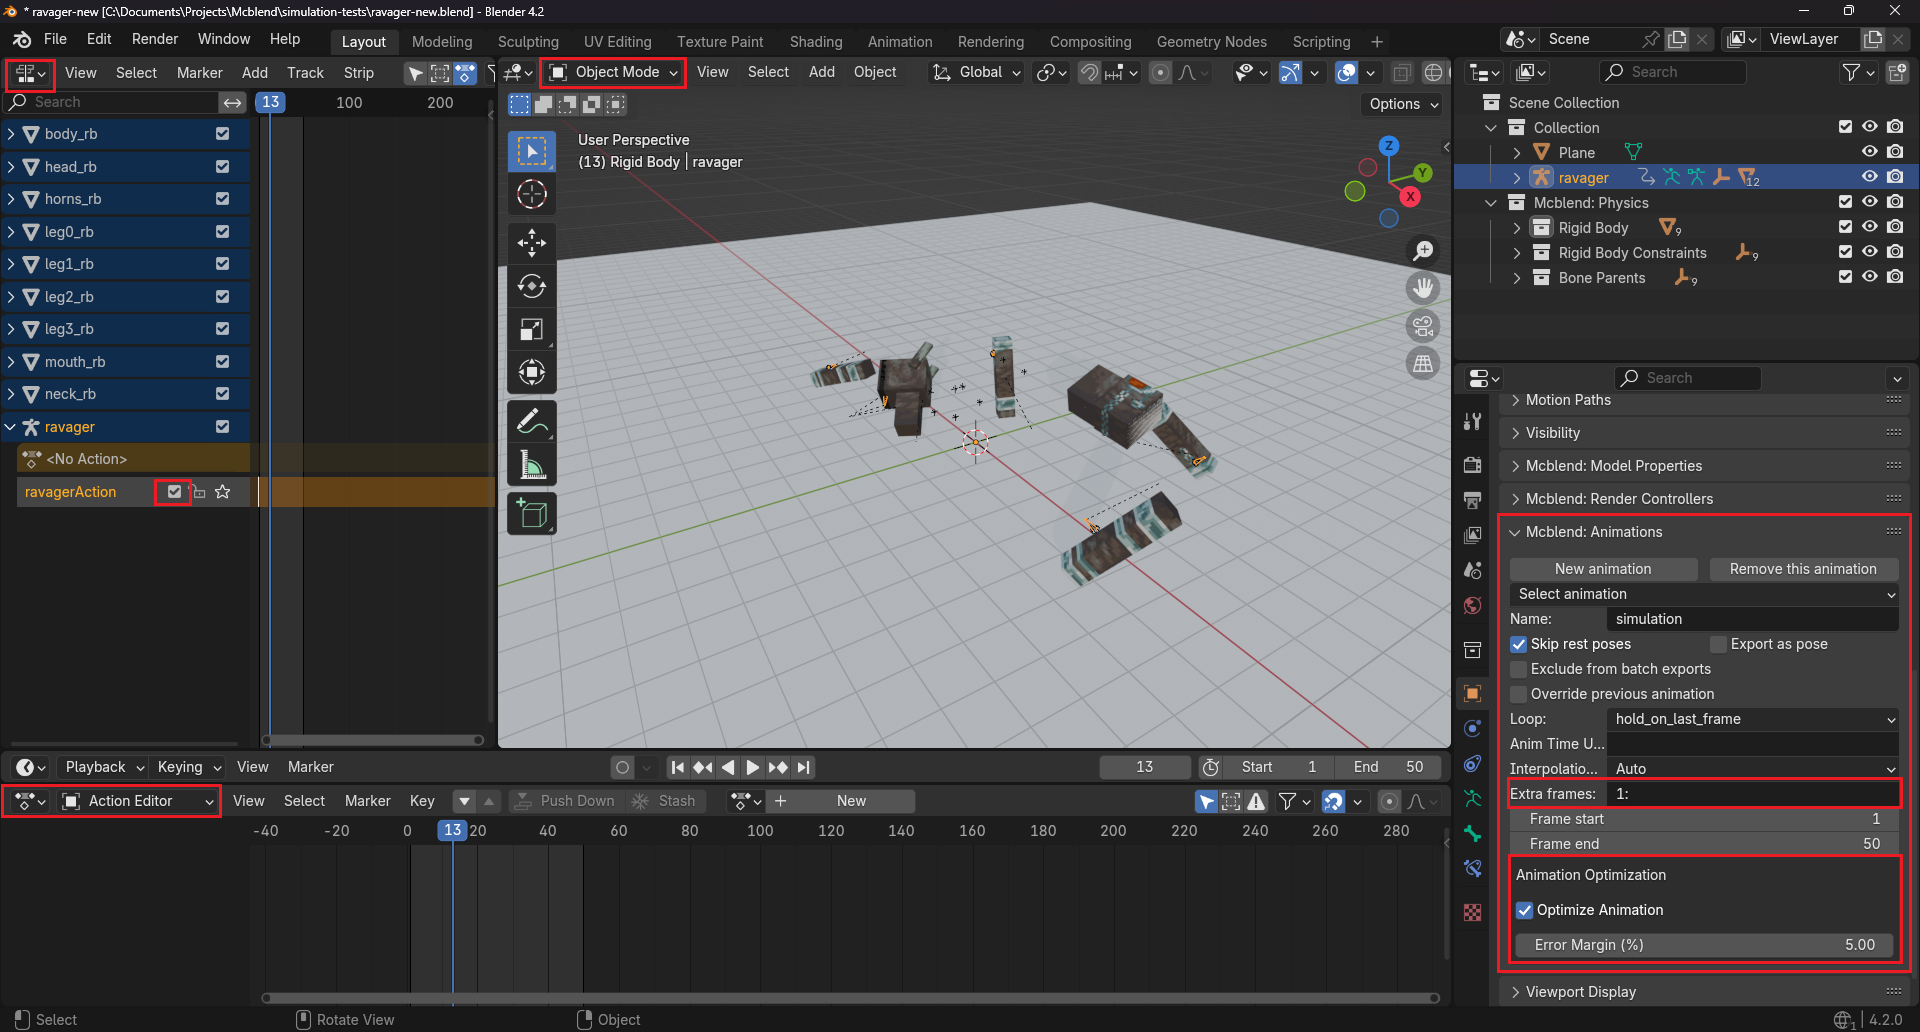 * ravager-new [C:\Documents\Projects\Mcblend\simulation-tests\ravager-new.blend] - Blender 4.2
File Edit Render Window Help Layout Modeling Sculpting UV Editing Texture Paint Shading Animation Rendering Compositing Geometry Nodes Scripting + Scene ViewLayer
View Select Marker Add Track Strip
Object Mode View Select Add Object Global
Search
Search 13 100 200
Options
body_rb
head_rb
horns_rb
leg0_rb
leg1_rb
leg2_rb
leg3_rb
mouth_rb
neck_rb
ravager
<No Action>
ravagerAction
User Perspective
(13) Rigid Body | ravager
Z
Y
X
Scene Collection
Collection
Plane
ravager 12
Mcblend: Physics
Rigid Body 9
Rigid Body Constraints 9
Bone Parents 9
Search
Motion Paths
Visibility
Mcblend: Model Properties
Mcblend: Render Controllers
Mcblend: Animations
New animation Remove this animation
Select animation
Name: simulation
Skip rest poses Export as pose
Exclude from batch exports
Override previous animation
Loop: hold_on_last_frame
Anim Time U...
Interpolatio... Auto
Extra frames: 1:
Frame start 1
Frame end 50
Animation Optimization
Optimize Animation
Error Margin (%) 5.00
Viewport Display
Playback Keying View Marker 13 Start 1 End 50
Action Editor View Select Marker Key Push Down Stash + New
-40 -20 0 13 20 40 60 80 100 120 140 160 180 200 220 240 260 280
Select Rotate View Object 1 4.2.0